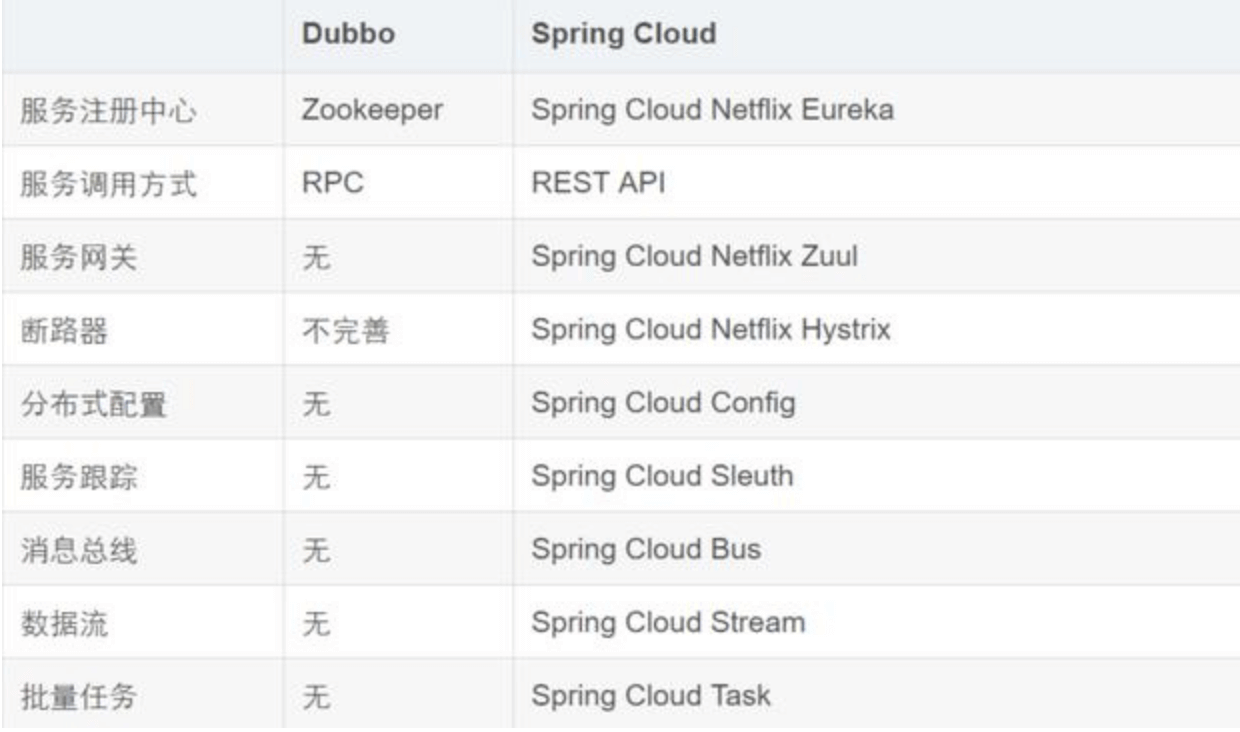 Dubbo Spring Cloud
服务注册中心 Zookeeper Spring Cloud Netflix Eureka
服务调用方式 RPC REST API
服务网关 无 Spring Cloud Netflix Zuul
断路器 不完善 Spring Cloud Netflix Hystrix
分布式配置 无 Spring Cloud Config
服务跟踪 无 Spring Cloud Sleuth
消息总线 无 Spring Cloud Bus
数据流 无 Spring Cloud Stream
批量任务 无 Spring Cloud Task